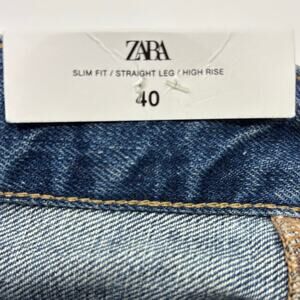 ZARA
SLIM FIT / STRAIGHT LEG / HIGH RISE
40